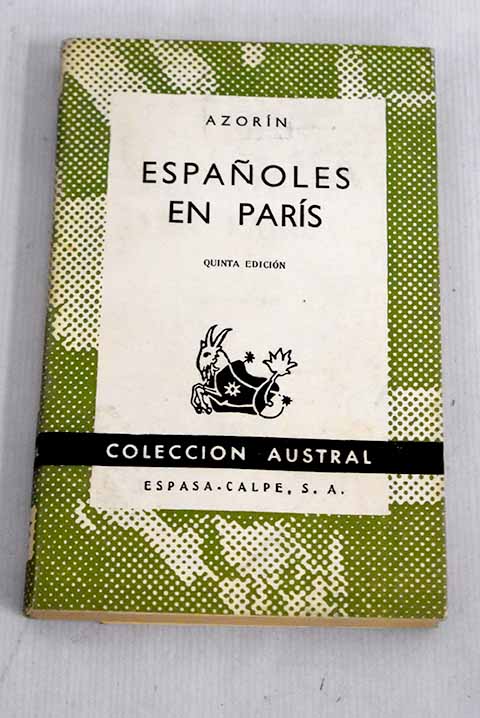 AZORÍN
ESPAÑOLES
EN PARÍS
QUINTA EDICIÓN
COLECCION AUSTRAL
ESPASA-CALPE, S. A.